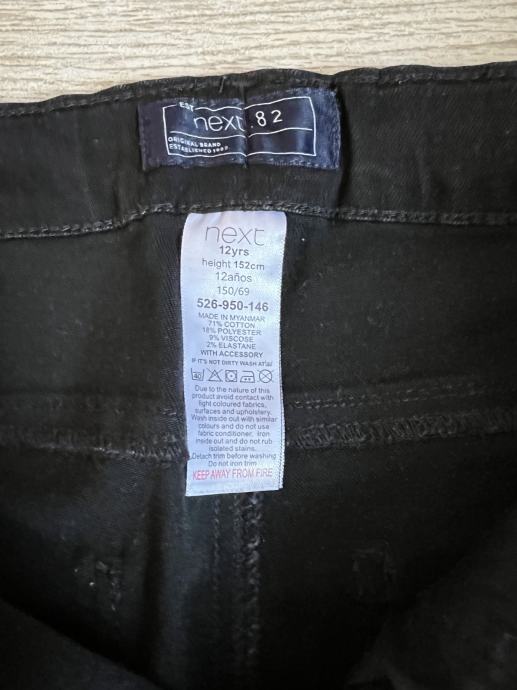 EST
next
82
ORIGINAL BRAND
ESTABLISHED 1982
next
12yrs
height 152cm
12años
150/69
526-950-146
MADE IN MYANMAR
71% COTTON
18% POLYESTER
9% VISCOSE
2% ELASTANE
WITH ACCESSORY
IF IT'S NOT DIRTY WASH AT
40
Due to the nature of this
product avoid contact with
light coloured fabrics,
surfaces and upholstery.
Wash inside out with similar
colours and do not use
fabric conditioner, Iron
inside out and do not rub
isolated stains.
Detach trim before washing
Do not iron trim
KEEP AWAY FROM FIRE